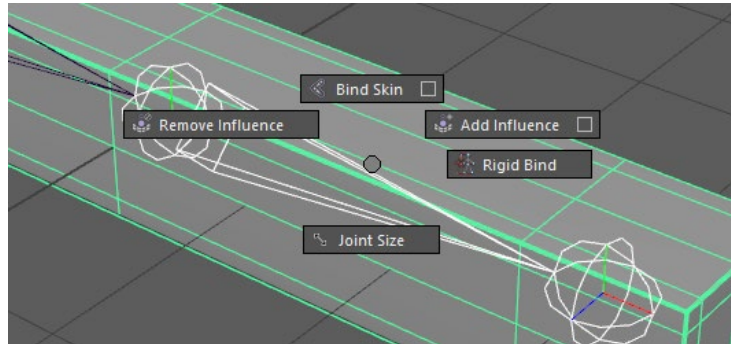 Bind Skin
Remove Influence
Add Influence
Rigid Bind
Joint Size